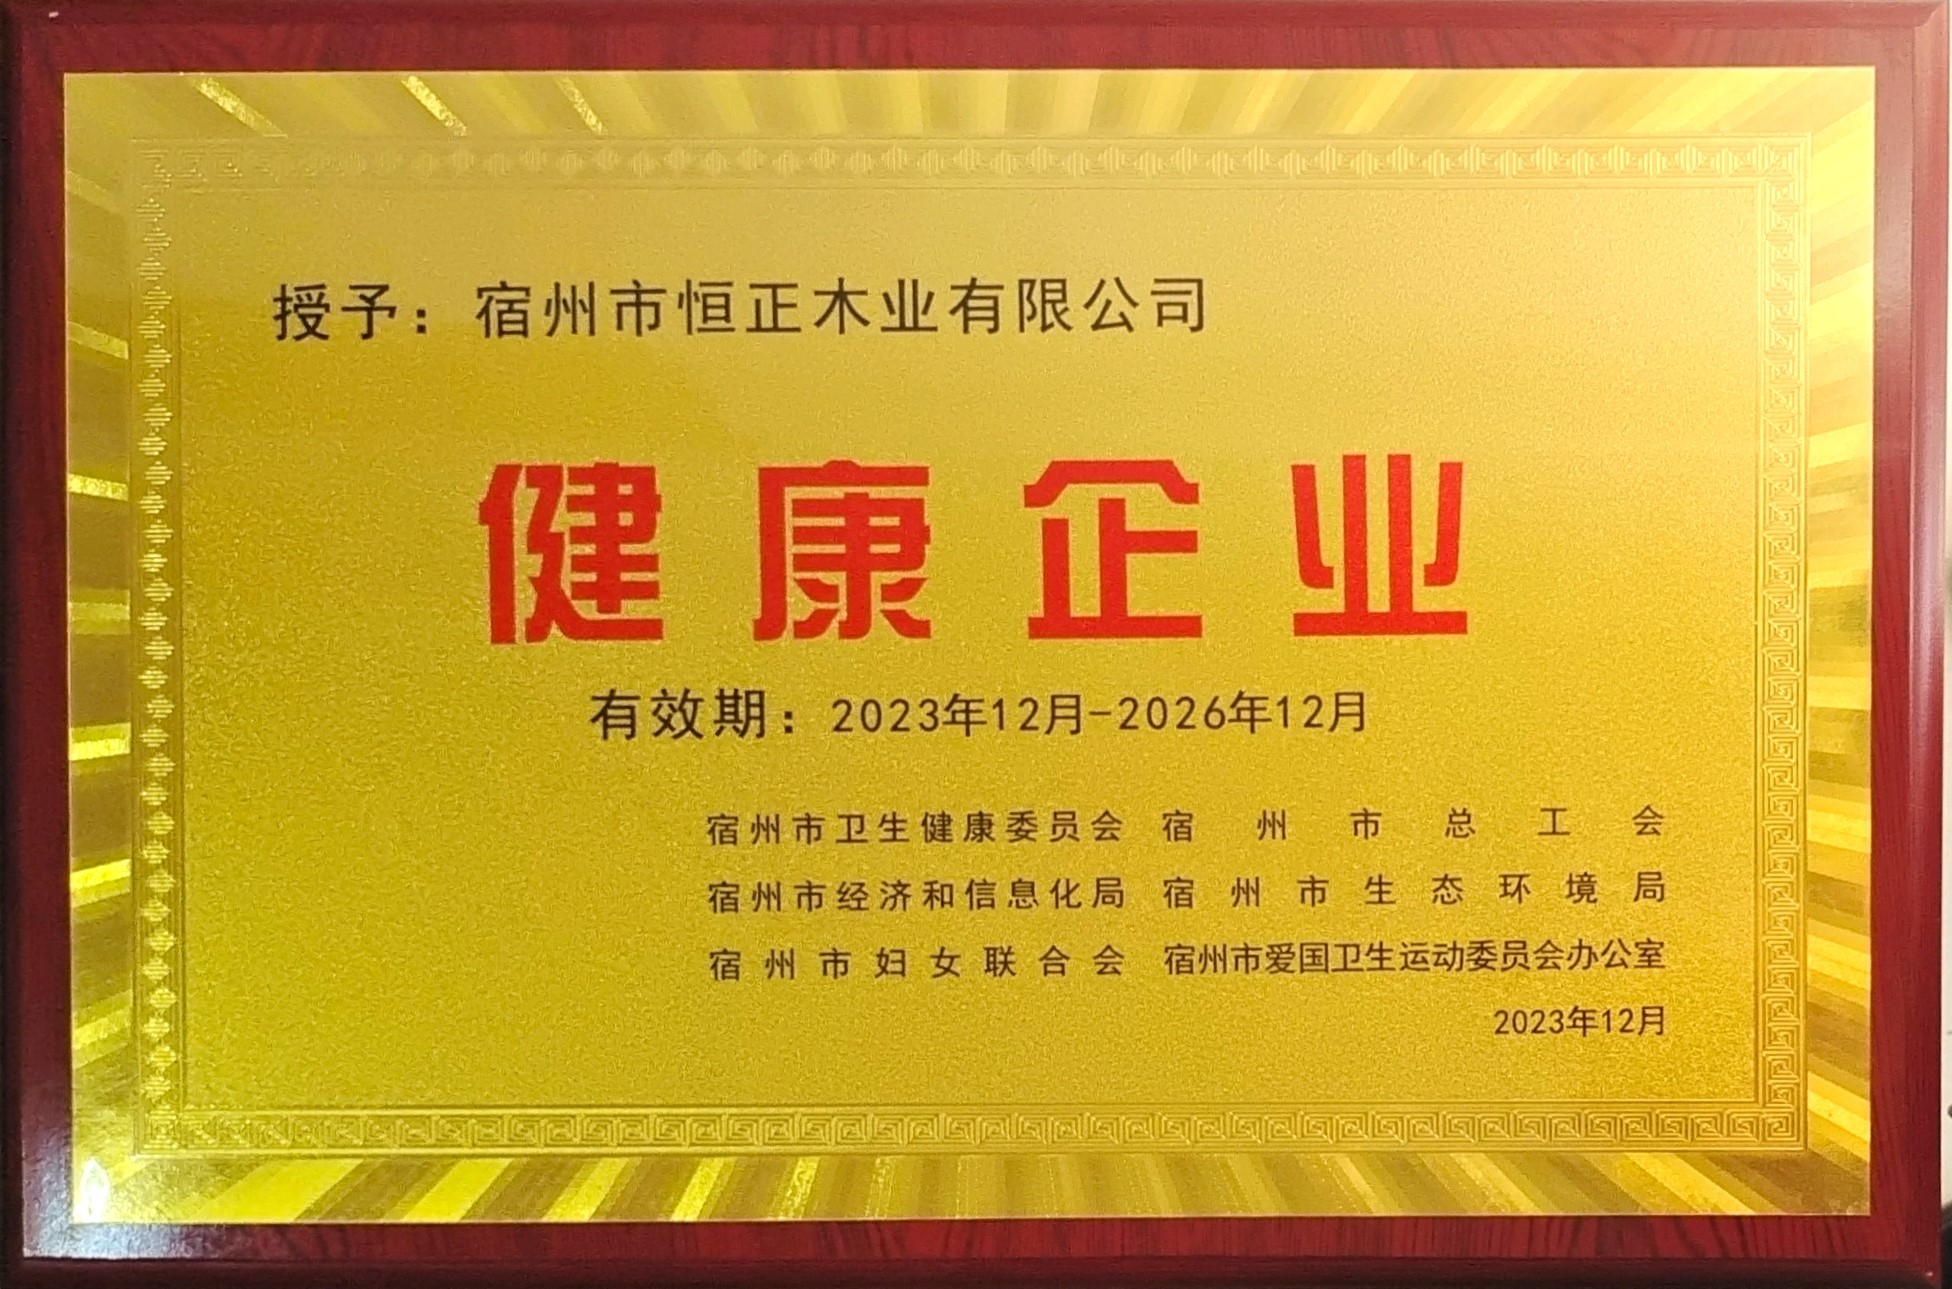 授予：宿州市恒正木业有限公司
健康企业
有效期：2023年12月-2026年12月
宿州市卫生健康委员会 宿州市总工会
宿州市经济和信息化局 宿州市生态环境局
宿州市妇女联合会 宿州市爱国卫生运动委员会办公室
2023年12月